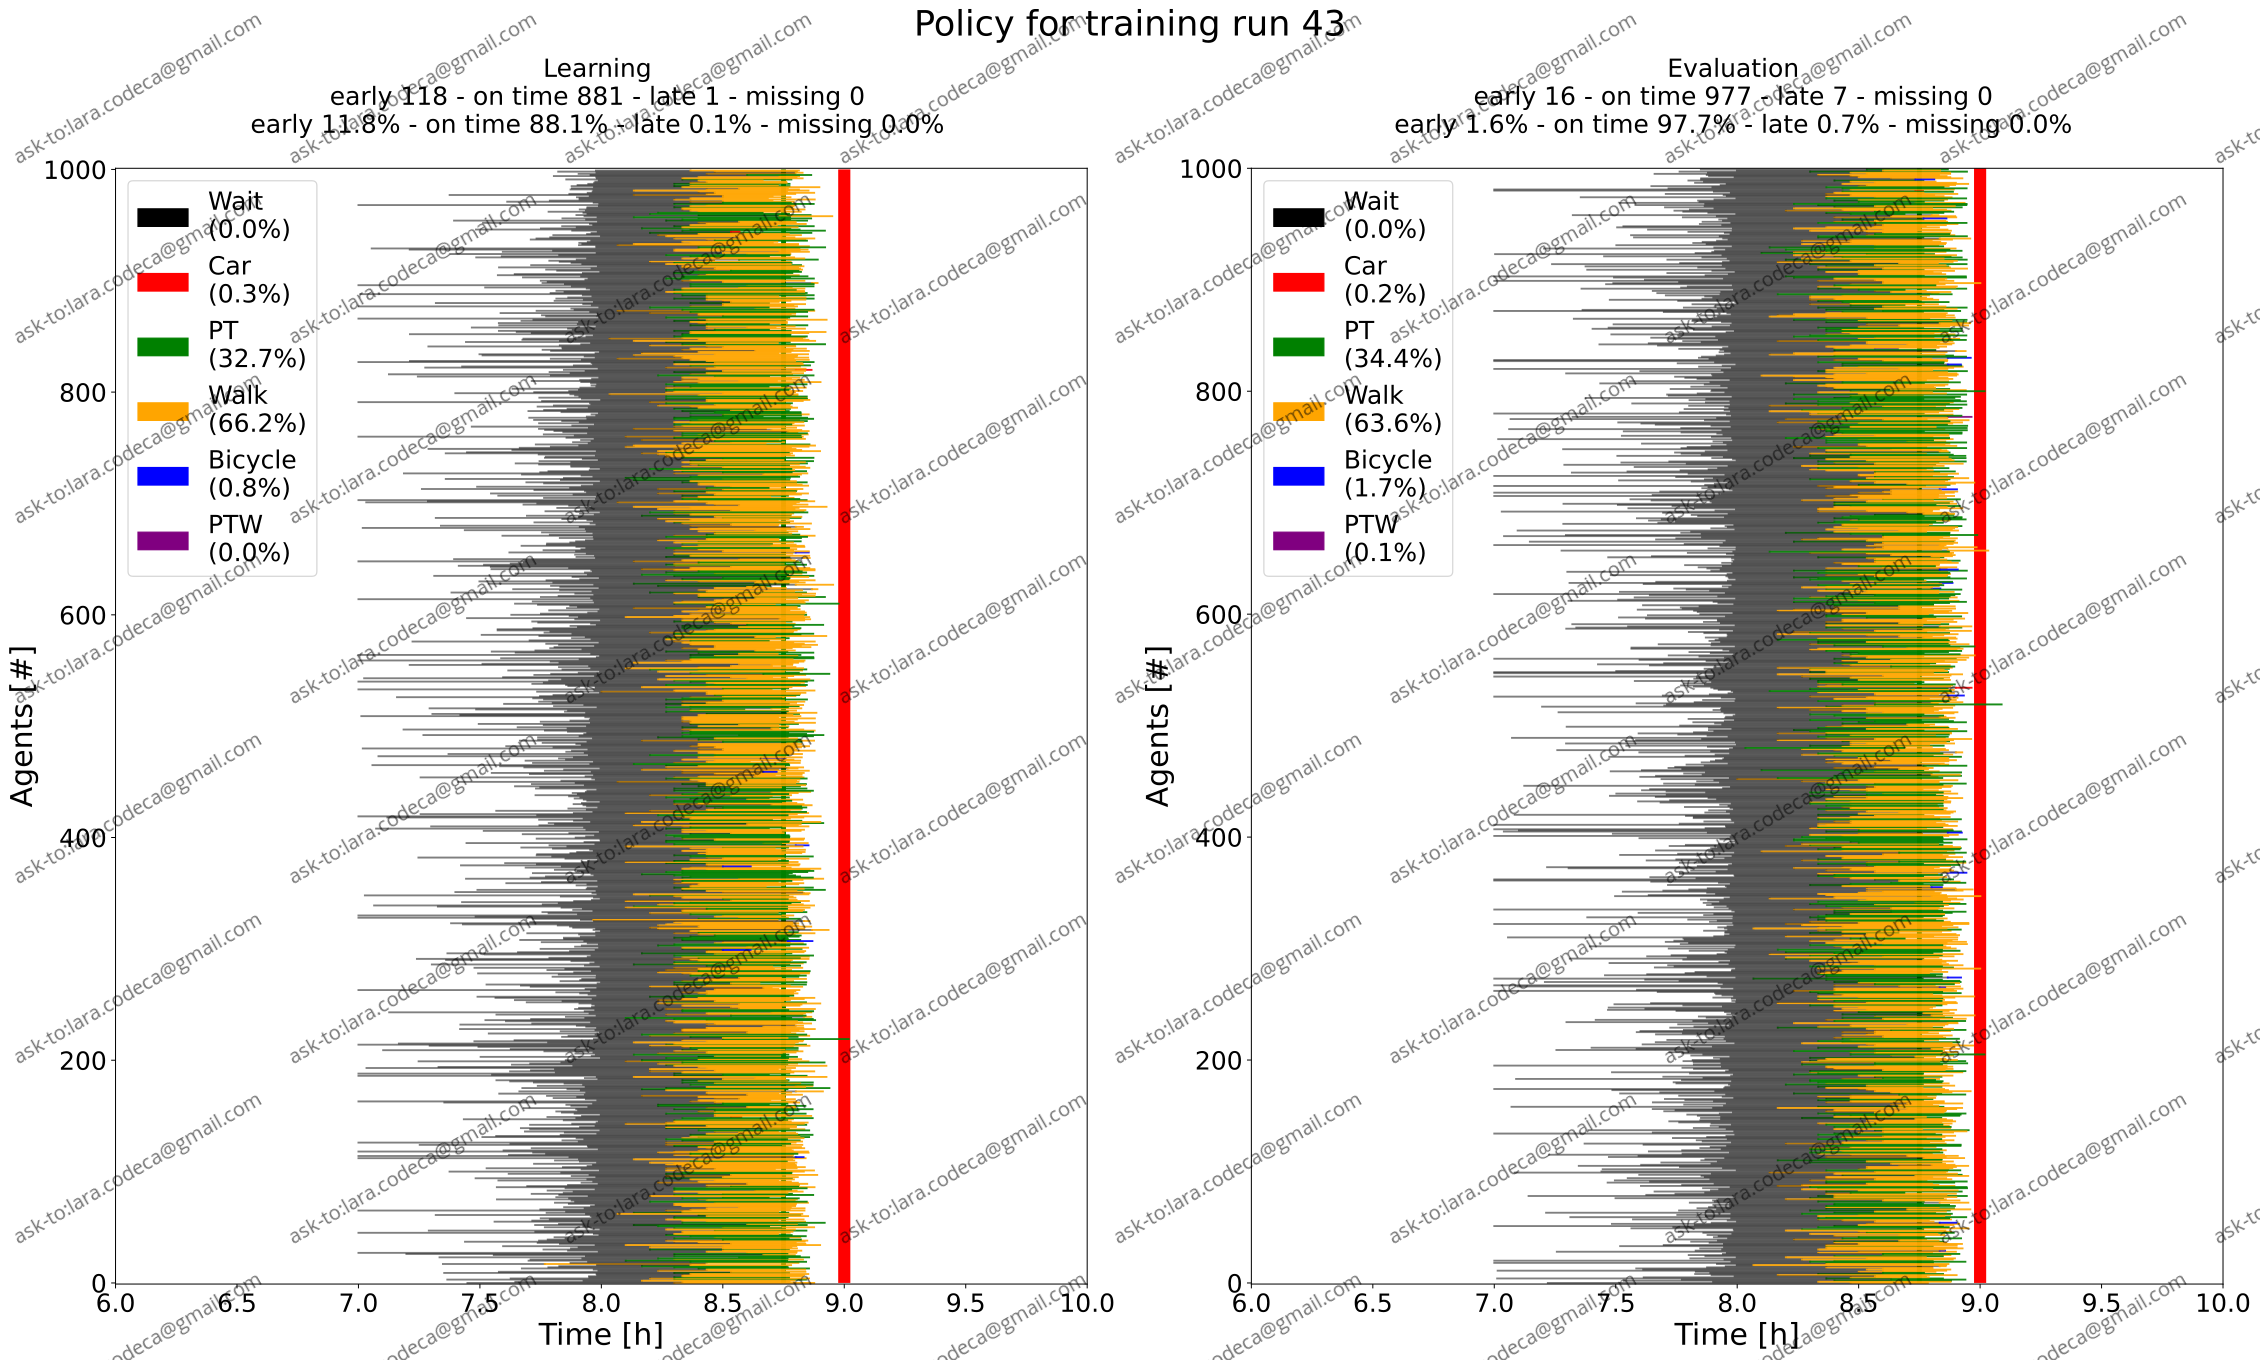 Policy for training run 43
Learning
early 118 - on time 881 - late 1 - missing 0
early 11.8% - on time 88.1% - late 0.1% - missing 0.0%
Agents [#]
1000
800
600
400
200
0
Wait
(0.0%)
Car
(0.3%)
PT
(32.7%)
Walk
(66.2%)
Bicycle
(0.8%)
PTW
(0.0%)
6.0 6.5 7.0 7.5 8.0 8.5 9.0 9.5 10.0
Time [h]
Evaluation
early 16 - on time 977 - late 7 - missing 0
early 1.6% - on time 97.7% - late 0.7% - missing 0.0%
Agents [#]
1000
800
600
400
200
0
Wait
(0.0%)
Car
(0.2%)
PT
(34.4%)
Walk
(63.6%)
Bicycle
(1.7%)
PTW
(0.1%)
6.0 6.5 7.0 7.5 8.0 8.5 9.0 9.5 10.0
Time [h]
ask-to:lara.codeca@gmail.com